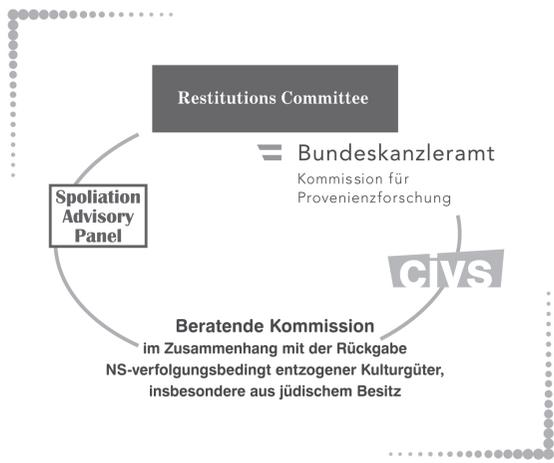 Restitutions Committee
Bundeskanzleramt
Kommission für
Provenienzforschung
Spoliation
Advisory
Panel
civs
Beratende Kommission
im Zusammenhang mit der Rückgabe
NS-verfolgungsbedingt entzogener Kulturgüter,
insbesondere aus jüdischem Besitz